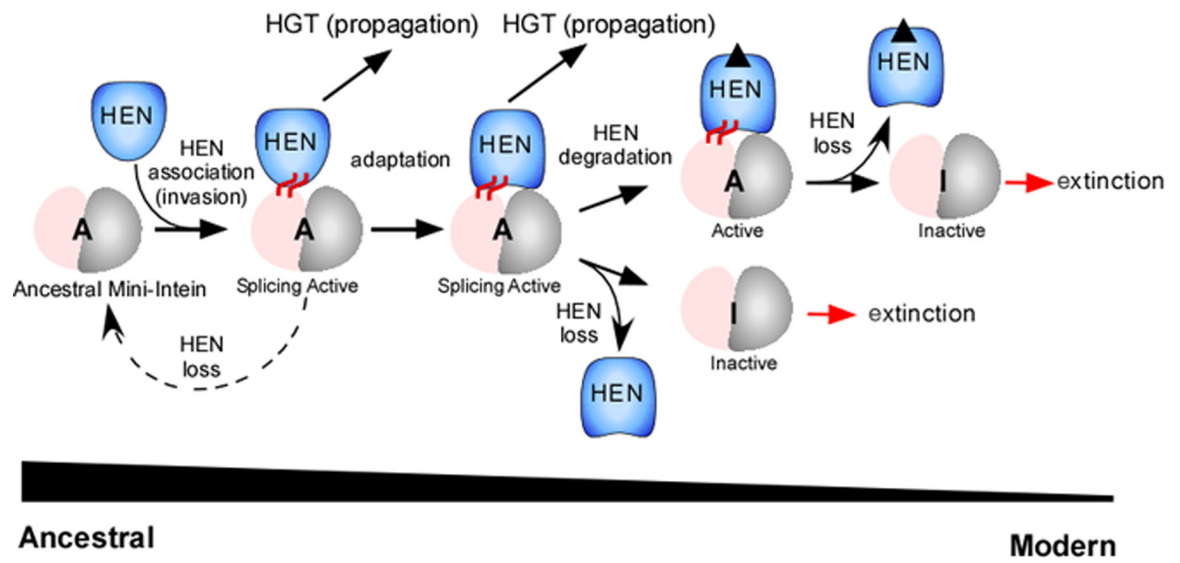 HGT (propagation)
HGT (propagation)
HEN
HEN
association
(invasion)
HEN
adaptation
HEN
HEN
degradation
HEN
HEN
loss
HEN
A
Ancestral Mini-Intein
A
Splicing Active
A
Splicing Active
A
Active
I
Inactive
extinction
HEN
loss
HEN
loss
HEN
I
Inactive
extinction
Ancestral
Modern